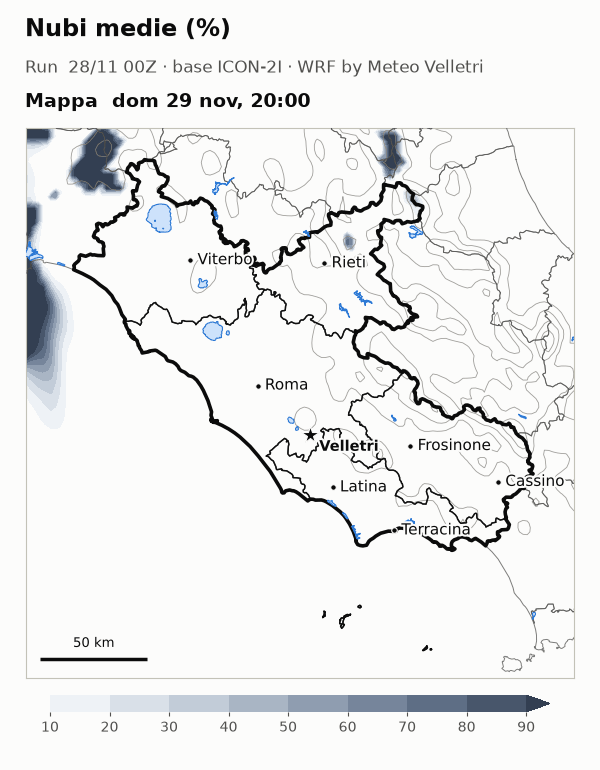 Nubi medie (%)
Run  28/11 00Z · base ICON-2I · WRF by Meteo Velletri
Mappa  dom 29 nov, 20:00
Viterbo
Rieti
Roma
Velletri
Frosinone
Latina
Cassino
Terracina
50 km
10 20 30 40 50 60 70 80 90